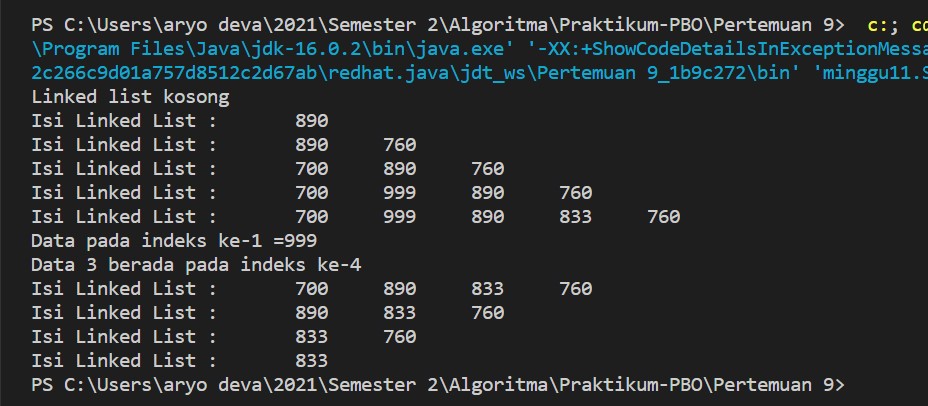 PS C:\Users\aryo deva\2021\Semester 2\Algoritma\Praktikum-PBO\Pertemuan 9>  c:; co
\Program Files\Java\jdk-16.0.2\bin\java.exe' '-XX:+ShowCodeDetailsInExceptionMessa
2c266c9d01a757d8512c2d67ab\redhat.java\jdt_ws\Pertemuan 9_1b9c272\bin' 'minggu11.S
Linked list kosong
Isi Linked List :       890
Isi Linked List :       890     760
Isi Linked List :       700     890     760
Isi Linked List :       700     999     890     760
Isi Linked List :       700     999     890     833     760
Data pada indeks ke-1 =999
Data 3 berada pada indeks ke-4
Isi Linked List :       700     890     833     760
Isi Linked List :       890     833     760
Isi Linked List :       833     760
Isi Linked List :       833
PS C:\Users\aryo deva\2021\Semester 2\Algoritma\Praktikum-PBO\Pertemuan 9>